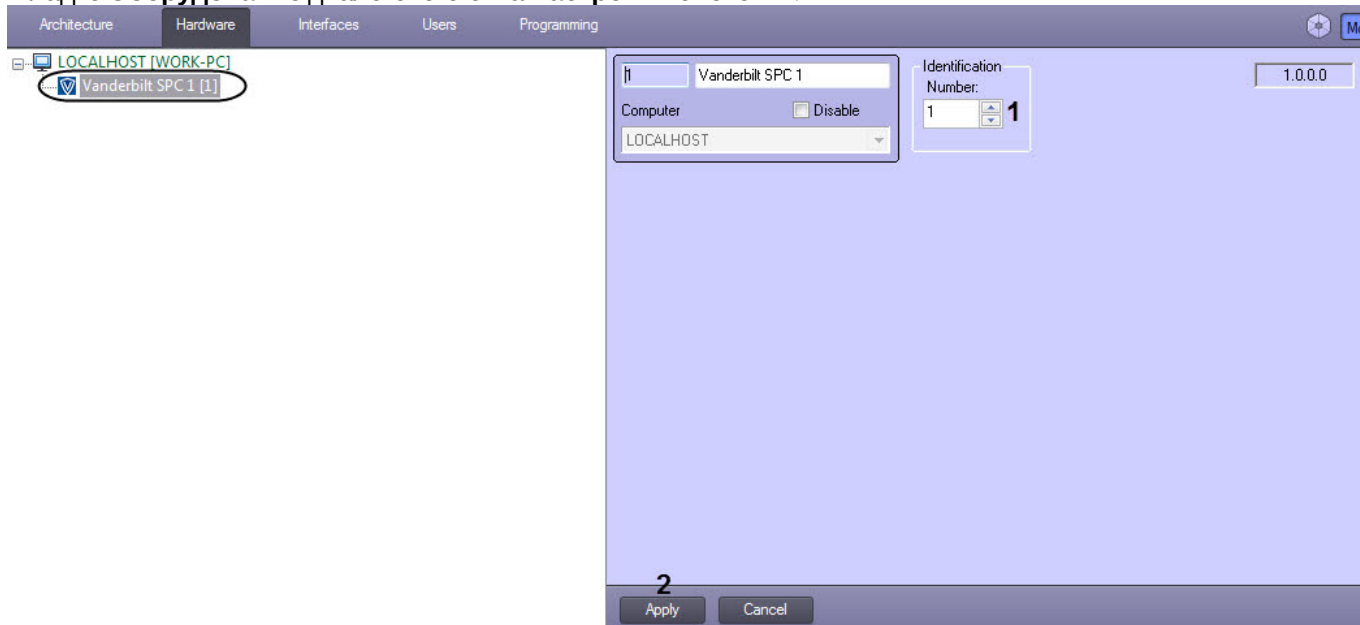 Architecture Hardware Interfaces Users Programming
LOCALHOST [WORK-PC]
Vanderbilt SPC 1 [1]
1 Vanderbilt SPC 1
Computer Disable
LOCALHOST
Identification
Number:
1 1
1.0.0.0
2
Apply Cancel